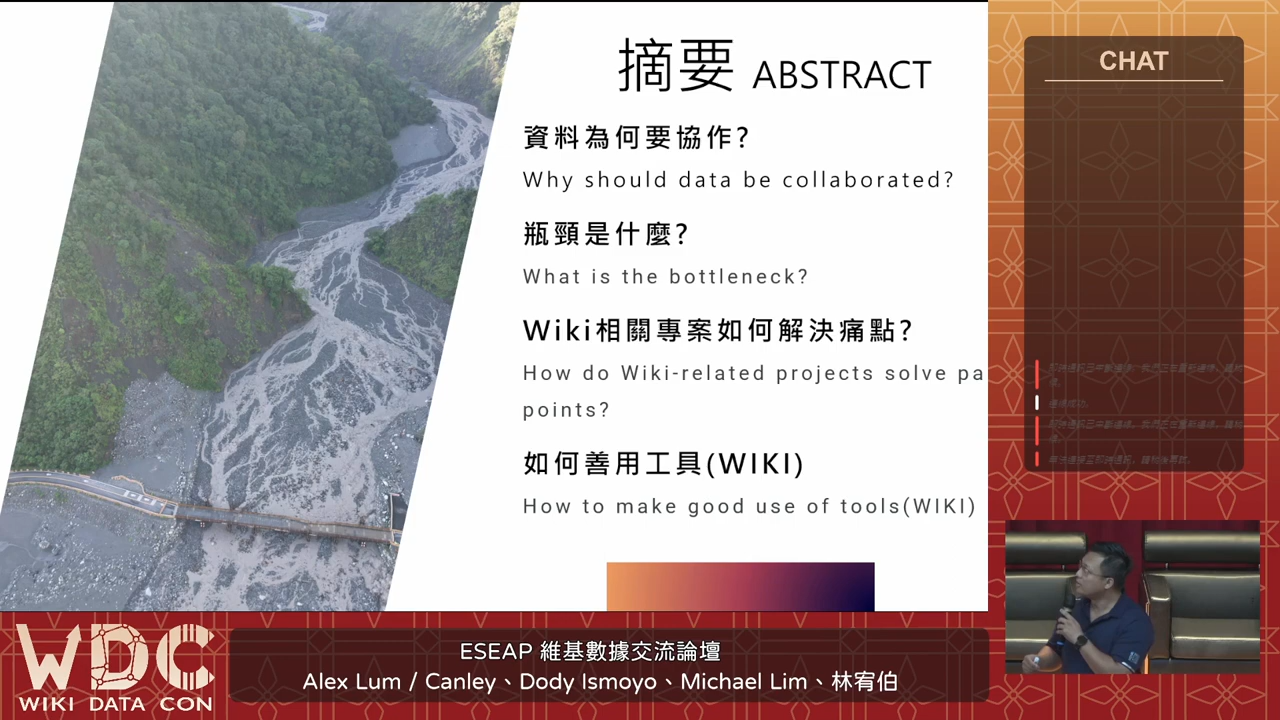 摘要 ABSTRACT
資料為何要協作?
Why should data be collaborated?
瓶頸是什麼?
What is the bottleneck?
Wiki相關專案如何解決痛點?
How do Wiki-related projects solve pa
points?
如何善用工具(WIKI)
How to make good use of tools(WIKI)
CHAT
連線成功。
WDC
WIKI DATA CON
ESEAP 維基數據交流論壇
Alex Lum / Canley、Dody Ismoyo、Michael Lim、林宥伯